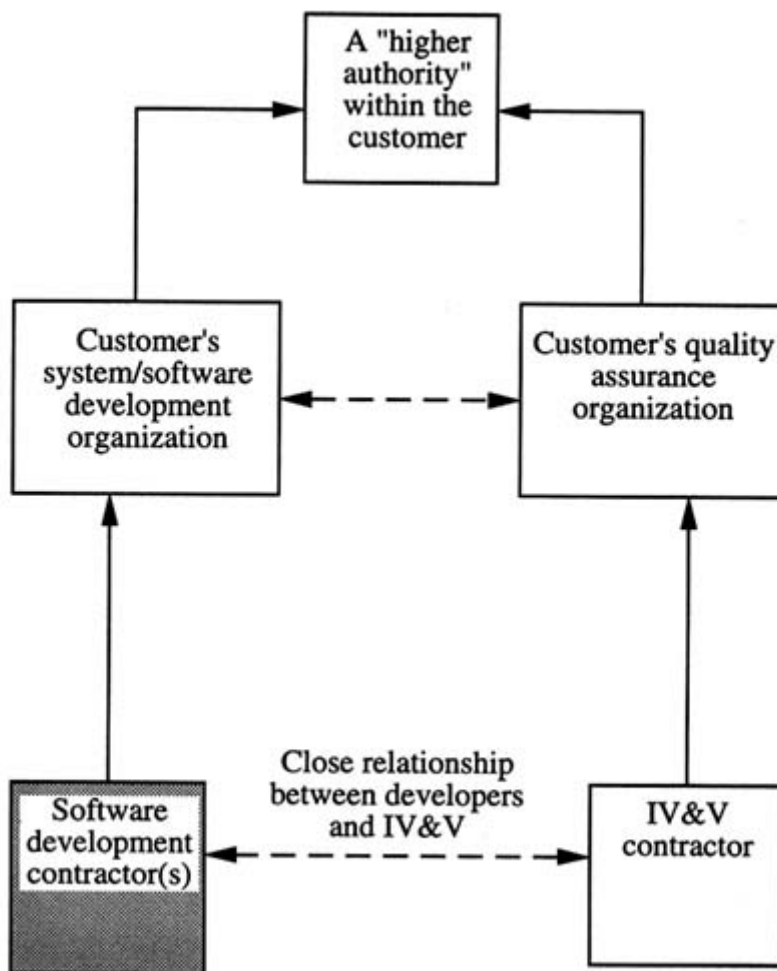 A "higher
authority"
within the
customer
Customer's
system/software
development
organization
Customer's quality
assurance
organization
Close relationship
between developers
and IV&V
Software
development
contractor(s)
IV&V
contractor